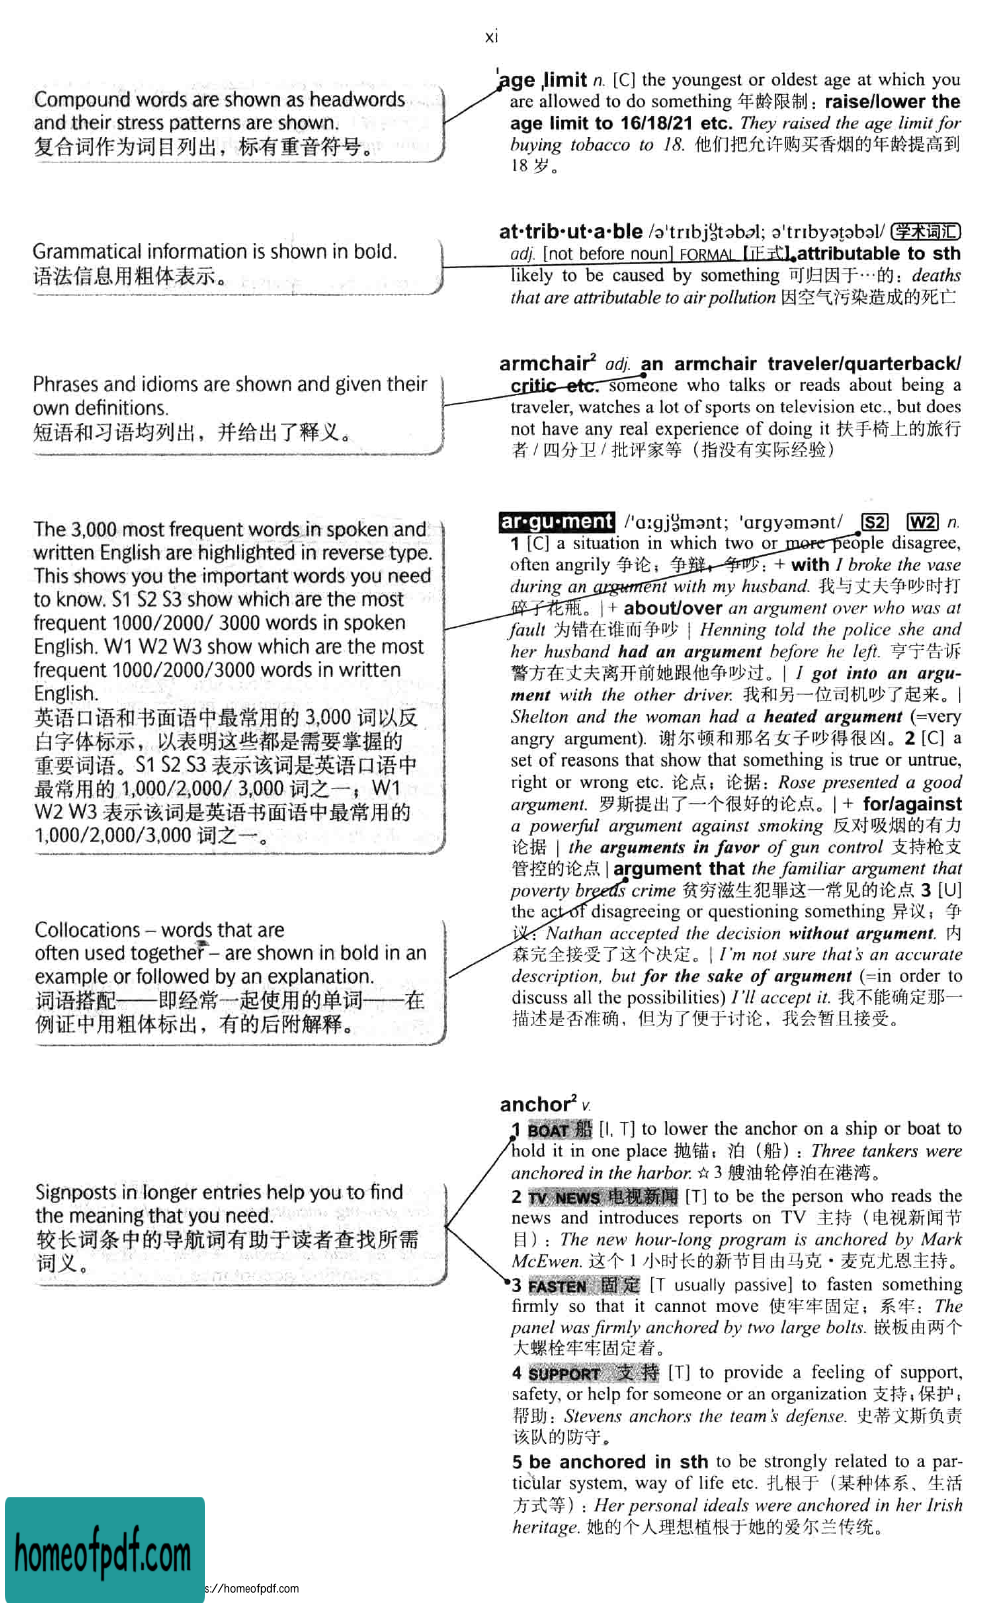 xi
Compound words are shown as headwords
and their stress patterns are shown.
复合词作为词目列出，标有重音符号。
ˈage ˌlimit n. [C] the youngest or oldest age at which you
are allowed to do something 年龄限制：raise/lower the
age limit to 16/18/21 etc. They raised the age limit for
buying tobacco to 18. 他们把允许购买香烟的年龄提高到
18 岁。
Grammatical information is shown in bold.
语法信息用粗体表示。
at·trib·ut·a·ble 学术词汇
adj. [not before noun] FORMAL【正式】attributable to sth
likely to be caused by something 可归因于…的：deaths
that are attributable to air pollution 因空气污染造成的死亡
Phrases and idioms are shown and given their
own definitions.
短语和习语均列出，并给出了释义。
armchair² adj. an armchair traveler/quarterback/
critic etc. someone who talks or reads about being a
traveler, watches a lot of sports on television etc., but does
not have any real experience of doing it 扶手椅上的旅行
者 / 四分卫 / 批评家等（指没有实际经验）
The 3,000 most frequent words in spoken and
written English are highlighted in reverse type.
This shows you the important words you need
to know. S1 S2 S3 show which are the most
frequent 1000/2000/ 3000 words in spoken
English. W1 W2 W3 show which are the most
frequent 1000/2000/3000 words in written
English.
英语口语和书面语中最常用的 3,000 词以反
白字体标示，以表明这些都是需要掌握的
重要词语。S1 S2 S3 表示该词是英语口语中
最常用的 1,000/2,000/ 3,000 词之一；W1
W2 W3 表示该词是英语书面语中最常用的
1,000/2,000/3,000 词之一。
ar·gu·ment S2 W2 n.
1 [C] a situation in which two or more people disagree,
often angrily 争论；争辩；争吵：+ with I broke the vase
during an argument with my husband. 我与丈夫争吵时打
碎了花瓶。| + about/over an argument over who was at
fault 为错在谁而争吵 | Henning told the police she and
her husband had an argument before he left. 亨宁告诉
警方在丈夫离开前她跟他争吵过。| I got into an argu-
ment with the other driver. 我和另一位司机吵了起来。|
Shelton and the woman had a heated argument (=very
angry argument). 谢尔顿和那名女子吵得很凶。2 [C] a
set of reasons that show that something is true or untrue,
right or wrong etc. 论点；论据：Rose presented a good
argument. 罗斯提出了一个很好的论点。| + for/against
a powerful argument against smoking 反对吸烟的有力
论据 | the arguments in favor of gun control 支持枪支
管控的论点 | argument that the familiar argument that
poverty breeds crime 贫穷滋生犯罪这一常见的论点 3 [U]
the act of disagreeing or questioning something 异议；争
议：Nathan accepted the decision without argument. 内
森完全接受了这个决定。| I'm not sure that's an accurate
description, but for the sake of argument (=in order to
discuss all the possibilities) I'll accept it. 我不能确定那一
描述是否准确，但为了便于讨论，我会暂且接受。
Collocations – words that are
often used together – are shown in bold in an
example or followed by an explanation.
词语搭配——即经常一起使用的单词——在
例证中用粗体标出，有的后附解释。
anchor² v.
1 BOAT 船 [I, T] to lower the anchor on a ship or boat to
hold it in one place 抛锚；泊（船）：Three tankers were
anchored in the harbor. ☆ 3 艘油轮停泊在港湾。
2 TV NEWS 电视新闻 [T] to be the person who reads the
news and introduces reports on TV 主持（电视新闻节
目）：The new hour-long program is anchored by Mark
McEwen. 这个 1 小时长的新节目由马克·麦克尤恩主持。
3 FASTEN 固定 [T usually passive] to fasten something
firmly so that it cannot move 使牢牢固定；系牢：The
panel was firmly anchored by two large bolts. 嵌板由两个
大螺栓牢牢固定着。
4 SUPPORT 支持 [T] to provide a feeling of support,
safety, or help for someone or an organization 支持；保护；
帮助：Stevens anchors the team's defense. 史蒂文斯负责
该队的防守。
5 be anchored in sth to be strongly related to a par-
ticular system, way of life etc. 扎根于（某种体系、生活
方式等）：Her personal ideals were anchored in her Irish
heritage. 她的个人理想植根于她的爱尔兰传统。
Signposts in longer entries help you to find
the meaning that you need.
较长词条中的导航词有助于读者查找所需
词义。
homeofpdf.com
s://homeofpdf.com